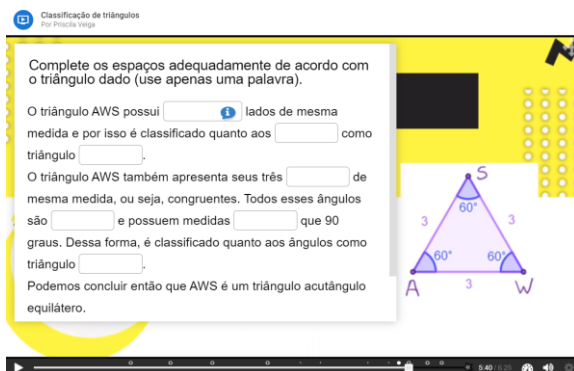 Classificação de triângulos
Por Priscila Veiga
Complete os espaços adequadamente de acordo com
o triângulo dado (use apenas uma palavra).
O triângulo AWS possui lados de mesma
medida e por isso é classificado quanto aos como
triângulo .
O triângulo AWS também apresenta seus três de
mesma medida, ou seja, congruentes. Todos esses ângulos
são e possuem medidas que 90
graus. Dessa forma, é classificado quanto aos ângulos como
triângulo .
Podemos concluir então que AWS é um triângulo acutângulo
equilátero.
S
60°
3 3
60° 60°
A 3 W
5:40 / 6:25